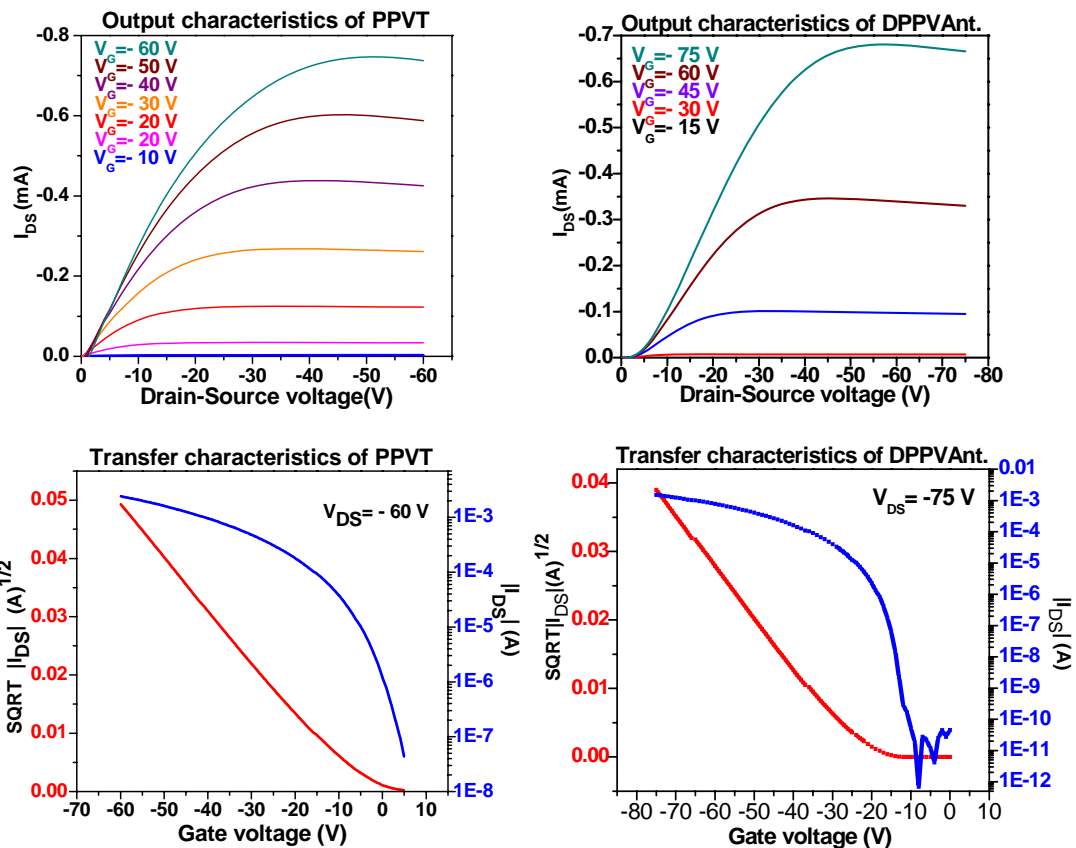 Output characteristics of PPVT
-0.8
-0.6
-0.4
-0.2
0.0
I_DS (mA)
V_G=- 60 V
V_G=- 50 V
V_G=- 40 V
V_G=- 30 V
V_G=- 20 V
V_G=- 20 V
V_G=- 10 V
0 -10 -20 -30 -40 -50 -60
Drain-Source voltage(V)
Output characteristics of DPPVAnt.
-0.7
-0.6
-0.5
-0.4
-0.3
-0.2
-0.1
0.0
I_DS(mA)
V_G=- 75 V
V_G=- 60 V
V_G=- 45 V
V_G=- 30 V
V_G=- 15 V
0 -10 -20 -30 -40 -50 -60 -70 -80
Drain-Source voltage (V)
Transfer characteristics of PPVT
0.05
0.04
0.03
0.02
0.01
0.00
SQRT |I_DS| (A)^1/2
V_DS= - 60 V
1E-3
1E-4
1E-5
1E-6
1E-7
1E-8
|I_DS| (A)
-70 -60 -50 -40 -30 -20 -10 0 10
Gate voltage (V)
Transfer characteristics of DPPVAnt.
0.04
0.03
0.02
0.01
0.00
SQRT|I_DS|(A)^1/2
V_DS = -75 V
0.01
1E-3
1E-4
1E-5
1E-6
1E-7
1E-8
1E-9
1E-10
1E-11
1E-12
|I_DS| (A)
-80 -70 -60 -50 -40 -30 -20 -10 0 10
Gate voltage (V)